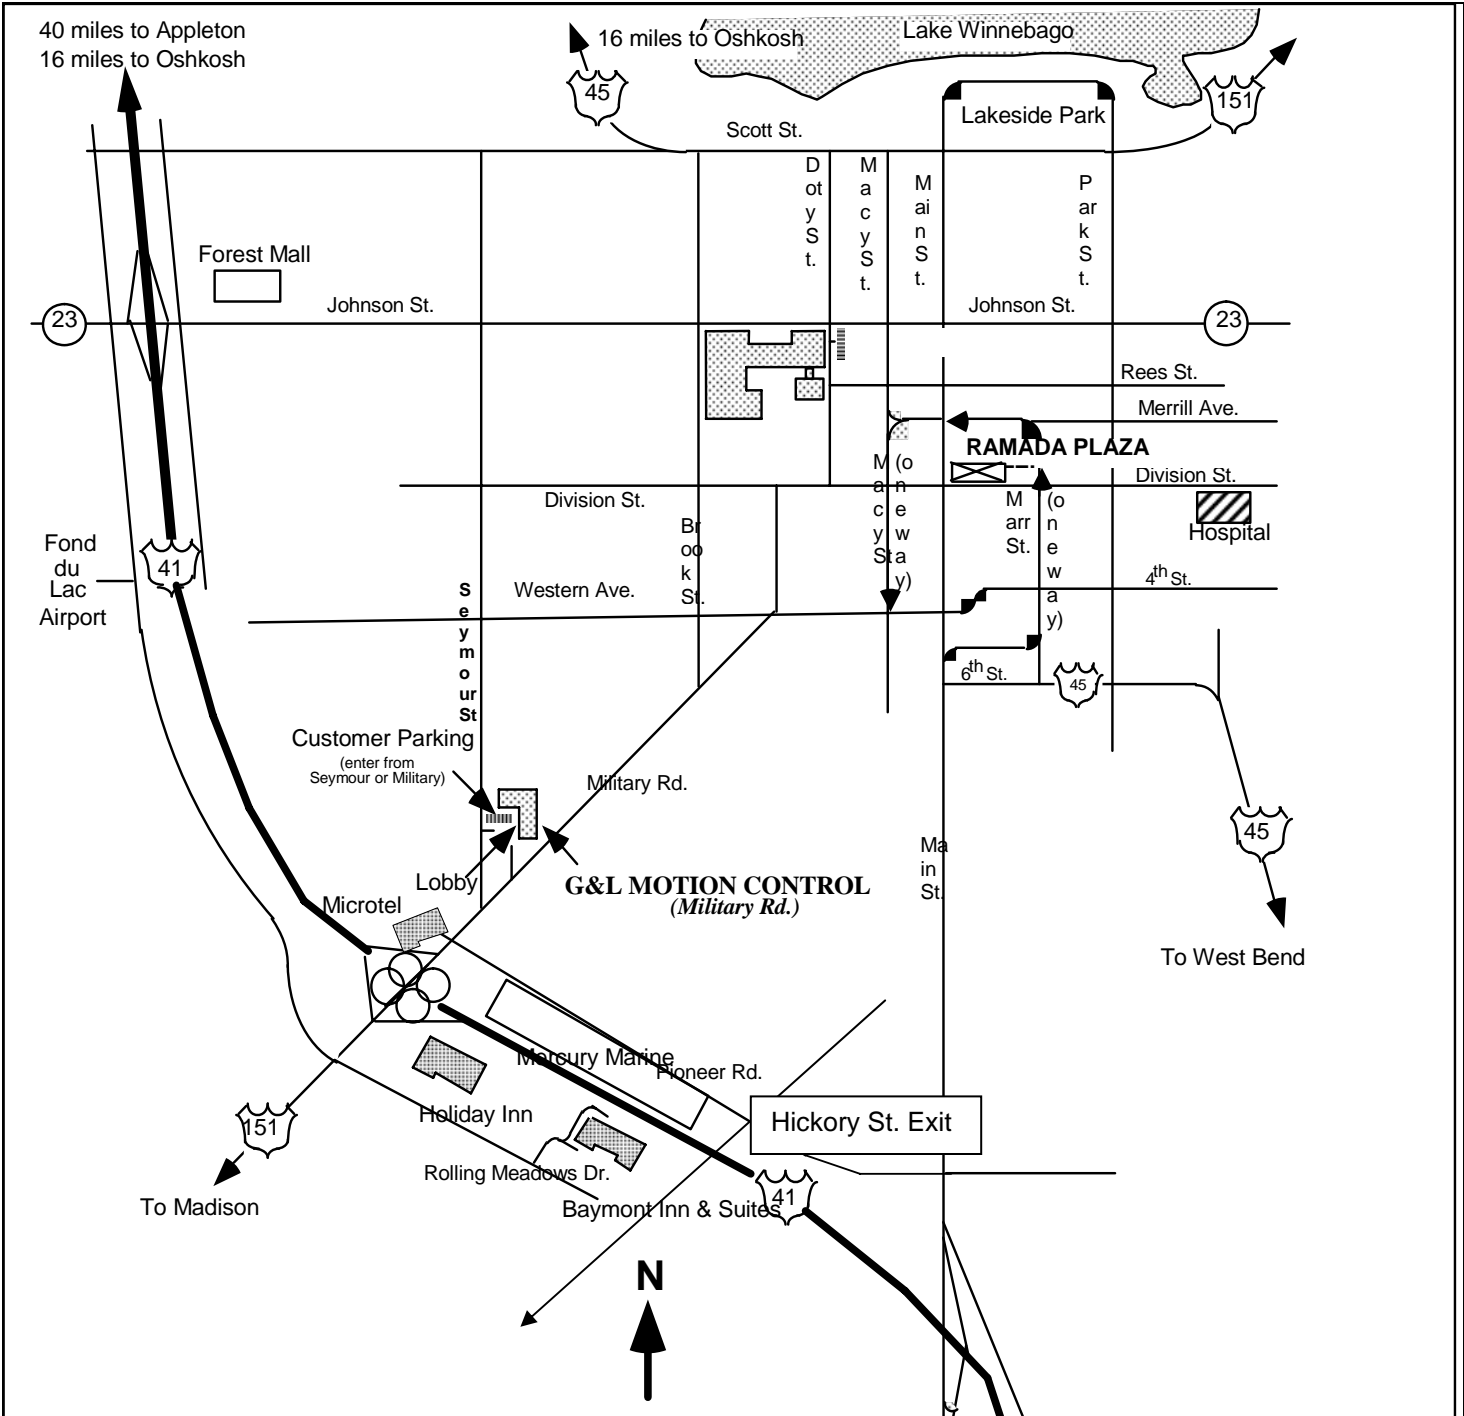 40 miles to Appleton
16 miles to Oshkosh
16 miles to Oshkosh
Lake Winnebago
45
151
Lakeside Park
Scott St.
Doty St.
Macy St.
Main St.
Park St.
Forest Mall
Johnson St.
Johnson St.
23
23
Rees St.
Merrill Ave.
RAMADA PLAZA
Macy St
(one way)
Division St.
Division St.
Marr St.
(one way)
Hospital
Brook St.
Fond
du
Lac
Airport
41
Western Ave.
4th St.
Seymour St
6th St.
45
Customer Parking
(enter from
Seymour or Military)
Military Rd.
Main St.
45
Lobby
G&L MOTION CONTROL
(Military Rd.)
Microtel
To West Bend
Mercury Marine
Pioneer Rd.
Holiday Inn
Hickory St. Exit
151
Rolling Meadows Dr.
To Madison
Baymont Inn & Suites
41
N